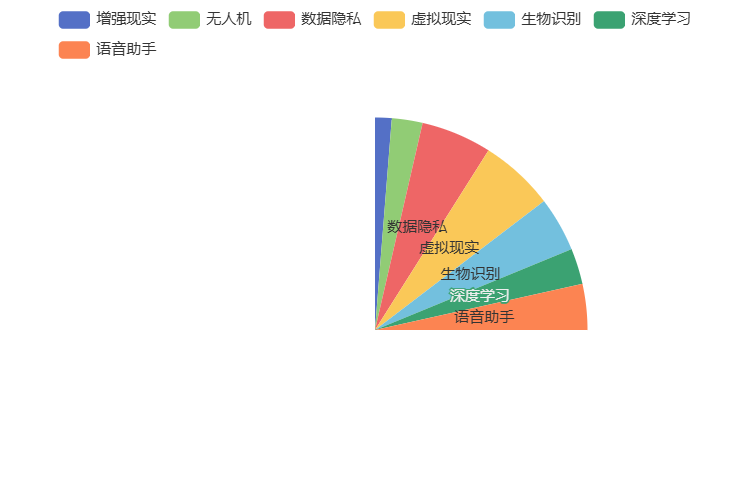 增强现实 无人机 数据隐私 虚拟现实 生物识别 深度学习
语音助手
数据隐私
虚拟现实
生物识别
深度学习
语音助手